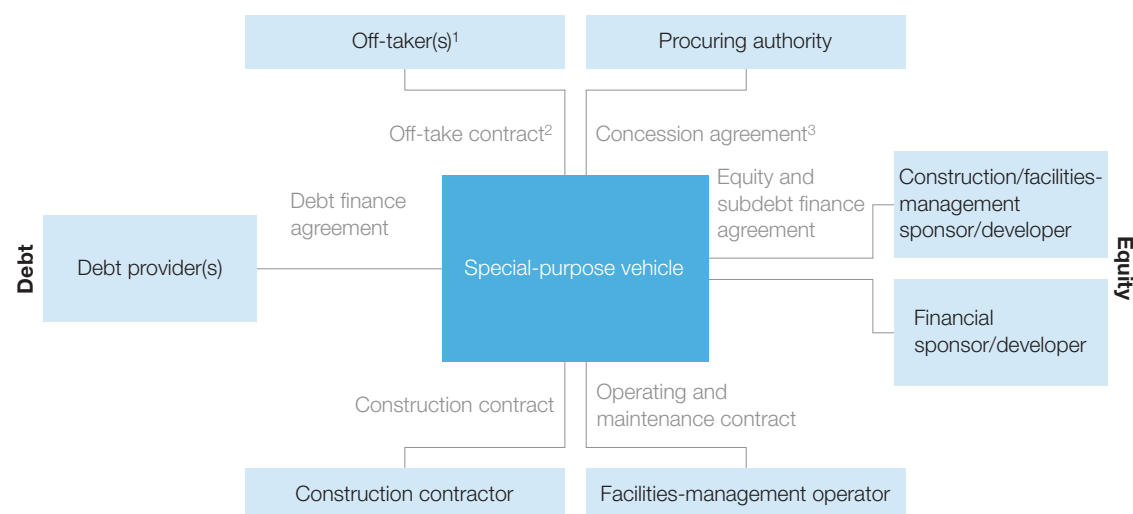 Off-taker(s)¹
Procuring authority
Off-take contract²
Concession agreement³
Debt
Debt provider(s)
Debt finance
agreement
Special-purpose vehicle
Equity and
subdebt finance
agreement
Construction/facilities-
management
sponsor/developer
Financial
sponsor/developer
Equity
Construction contract
Operating and
maintenance contract
Construction contractor
Facilities-management operator